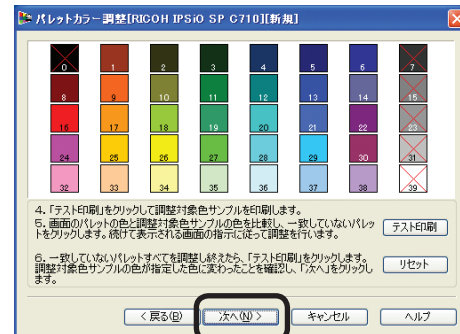 パレットカラー調整[RICOH IPSiO SP C710][新規]
0 1 2 3 4 5 6 7
8 9 10 11 12 13 14 15
16 17 18 19 20 21 22 23
24 25 26 27 28 29 30 31
32 33 34 35 36 37 38 39
4. 「テスト印刷」をクリックして調整対象色サンプルを印刷します。
5. 画面のパレットの色と調整対象色サンプルの色を比較し、一致していないパレッ
トをクリックします。続けて表示される画面の指示に従って調整を行います。
テスト印刷
6. 一致していないパレットすべてを調整し終えたら、「テスト印刷」をクリックします。
調整対象色サンプルの色が指定した色に変わったことを確認し、「次へ」をクリックし
ます。
リセット
< 戻る(B) 次へ(N) > キャンセル ヘルプ